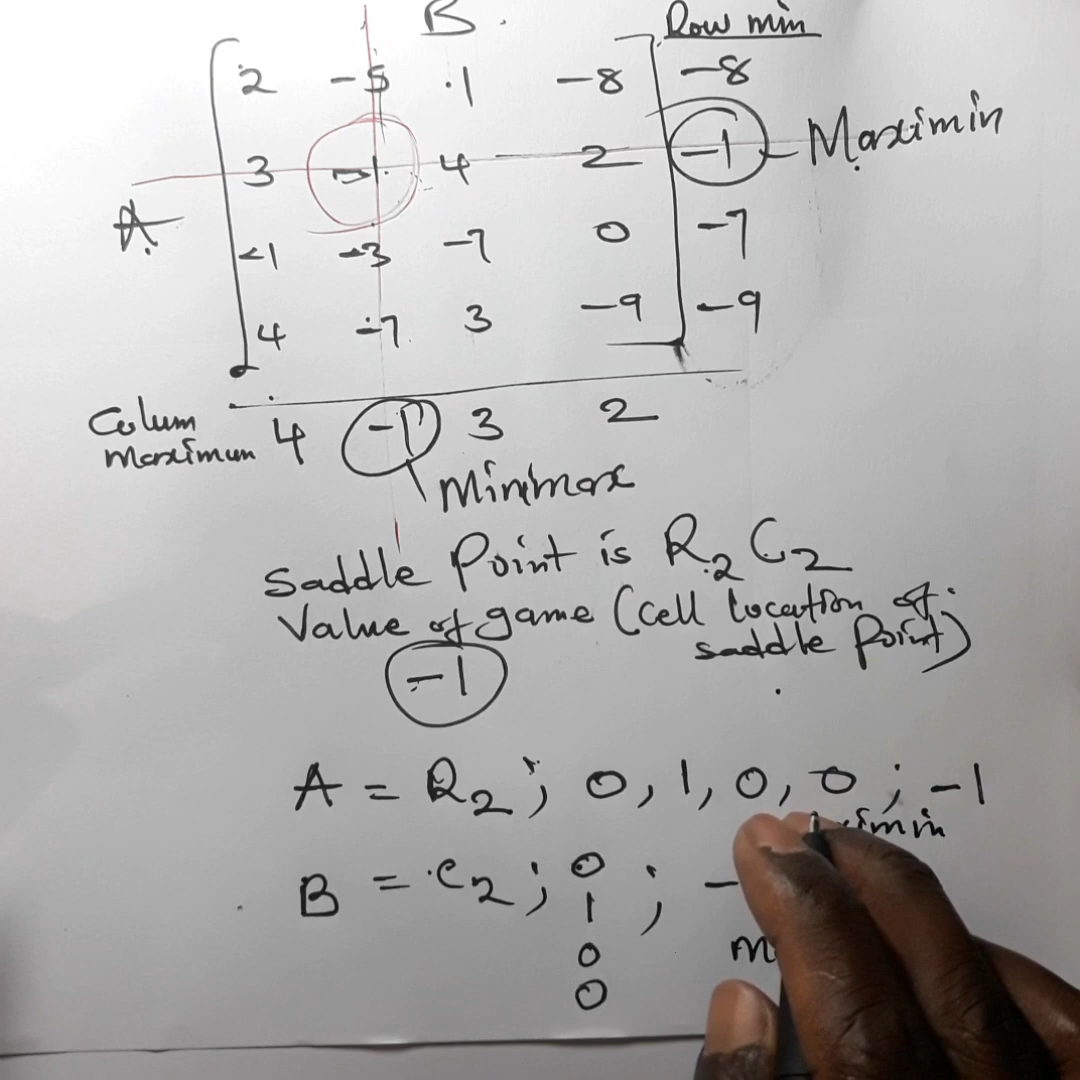 B. Row min
2 -5 1 -8 -8
3 -1 4 2 -1 Maximin
A
-1 -3 -7 0 -7
4 -7 3 -9 -9
Colum
Maximum 4 -1 3 2
Minimax
Saddle Point is R2 C2
Value of game (cell location of
saddle Point)
-1
A = R2 ; 0, 1, 0, 0 ; -1
B = C2 ; 0 ;
1
0
0